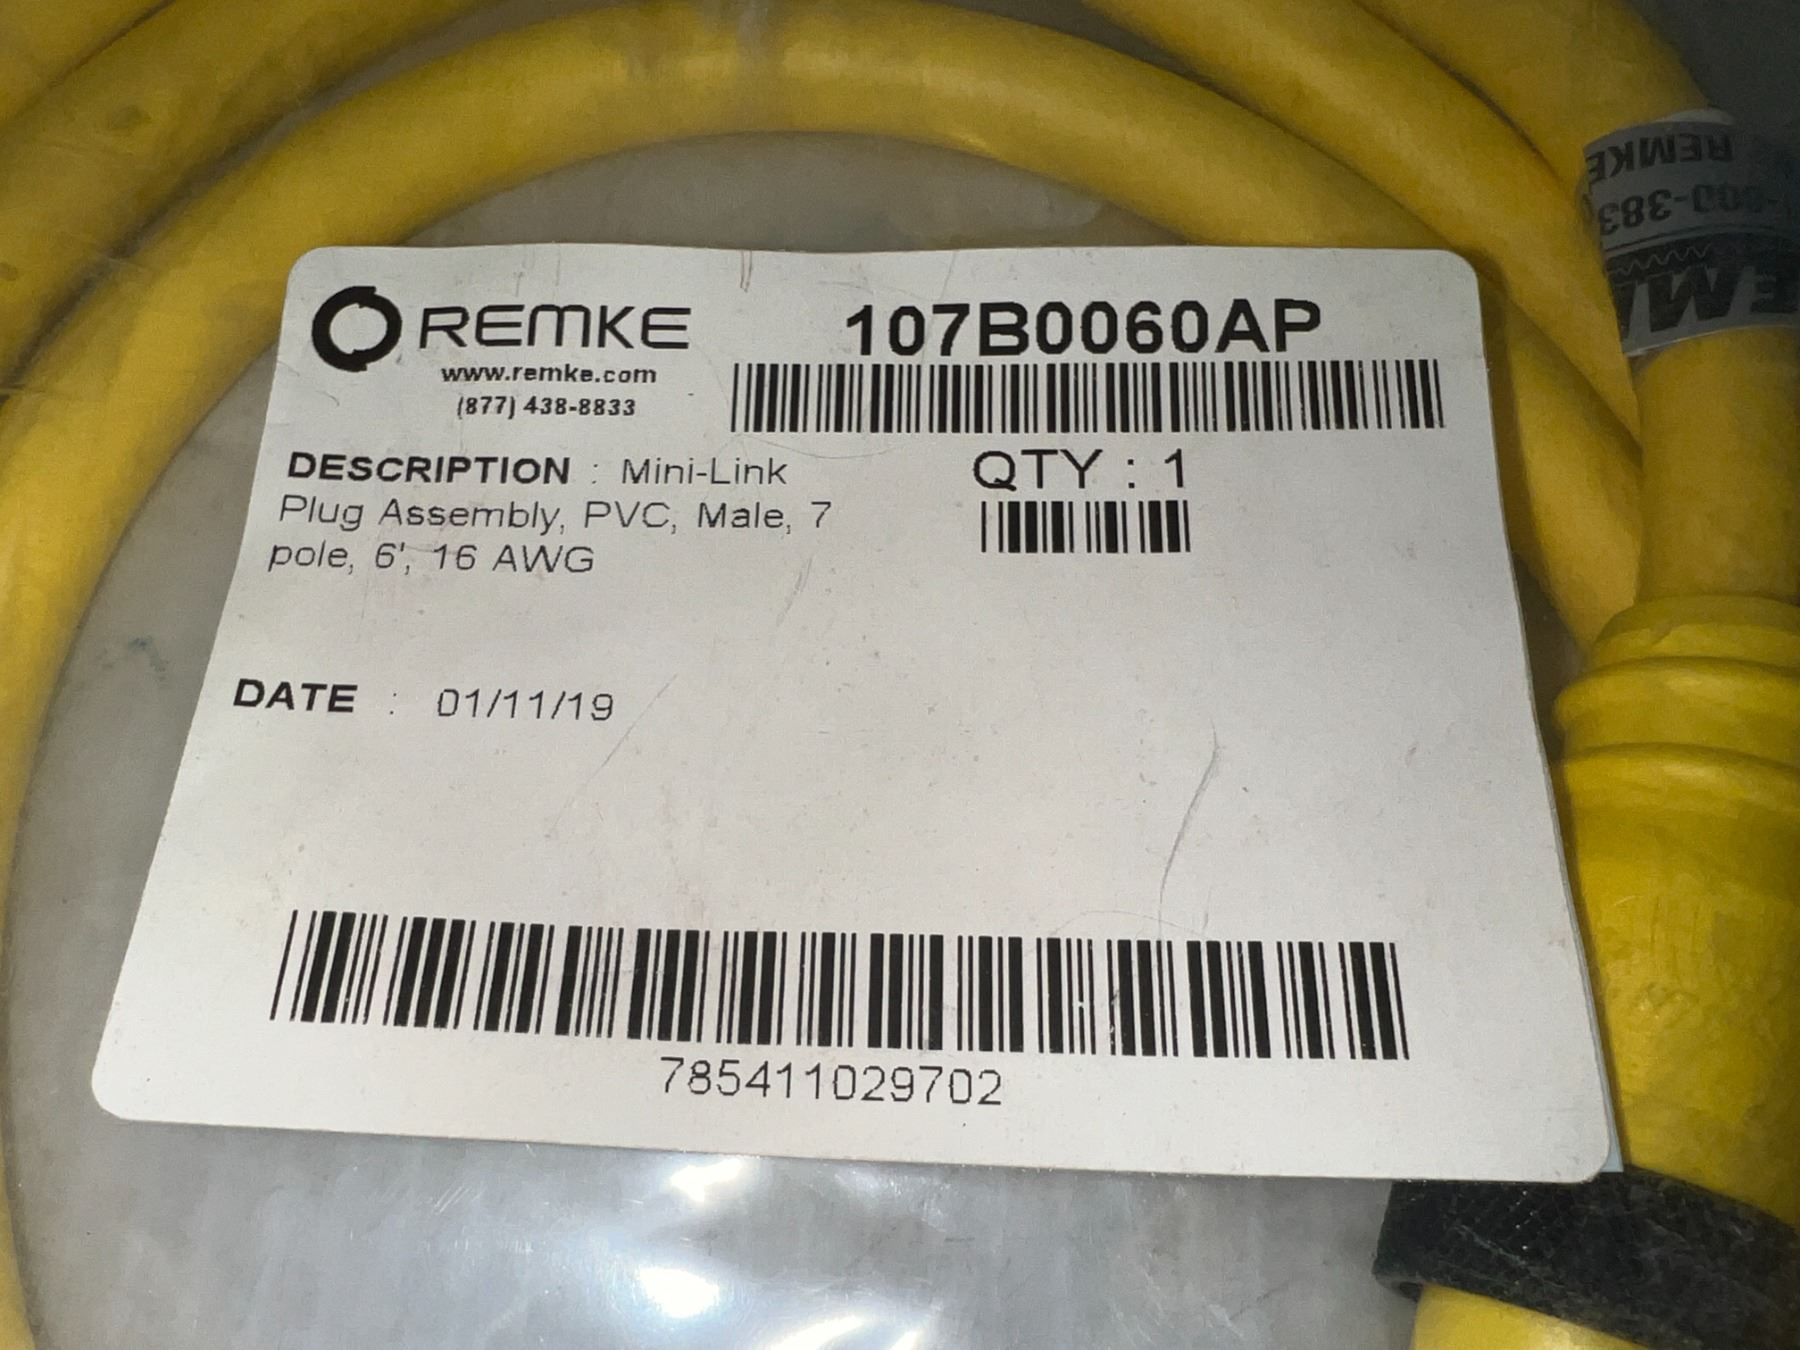 REMKE
www.remke.com
(877) 438-8833
107B0060AP
DESCRIPTION : Mini-Link
Plug Assembly, PVC, Male, 7
pole, 6', 16 AWG
QTY : 1
DATE : 01/11/19
785411029702
REMKE